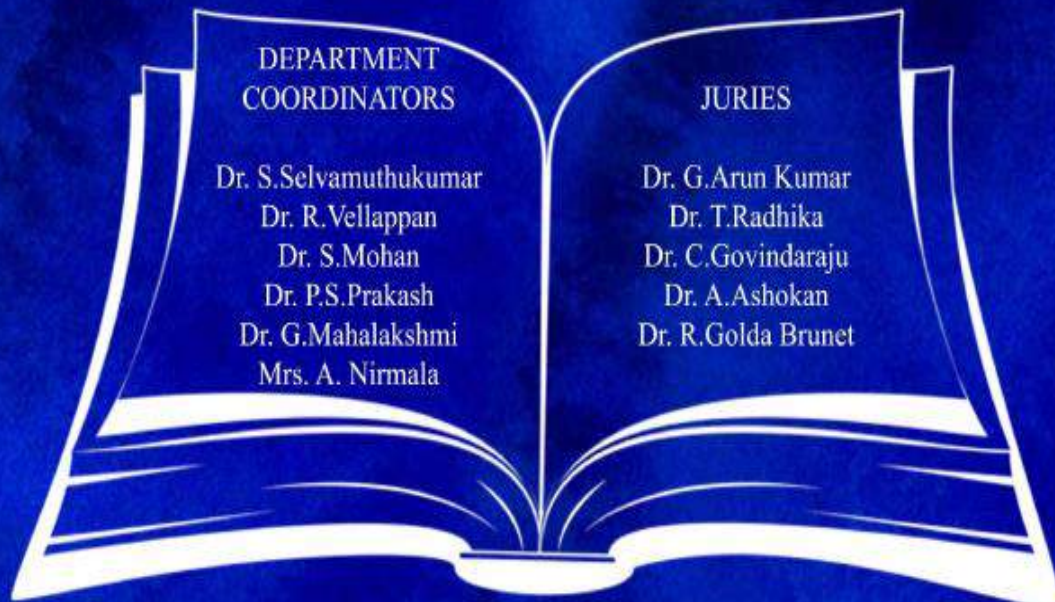 DEPARTMENT
COORDINATORS
Dr. S.Selvamuthukumar
Dr. R.Vellappan
Dr. S.Mohan
Dr. P.S.Prakash
Dr. G.Mahalakshmi
Mrs. A. Nirmala
JURIES
Dr. G.Arun Kumar
Dr. T.Radhika
Dr. C.Govindaraju
Dr. A.Ashokan
Dr. R.Golda Brunet